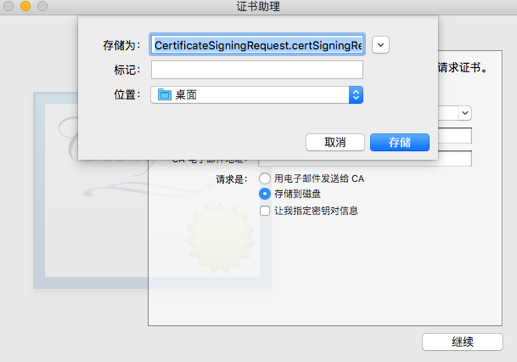 证书助理
存储为：
CertificateSigningRequest.certSigningRe
标记：
位置：
桌面
请求证书。
取消
存储
CA 电子邮件地址：
请求是：
用电子邮件发送给 CA
存储到磁盘
让我指定密钥对信息
继续